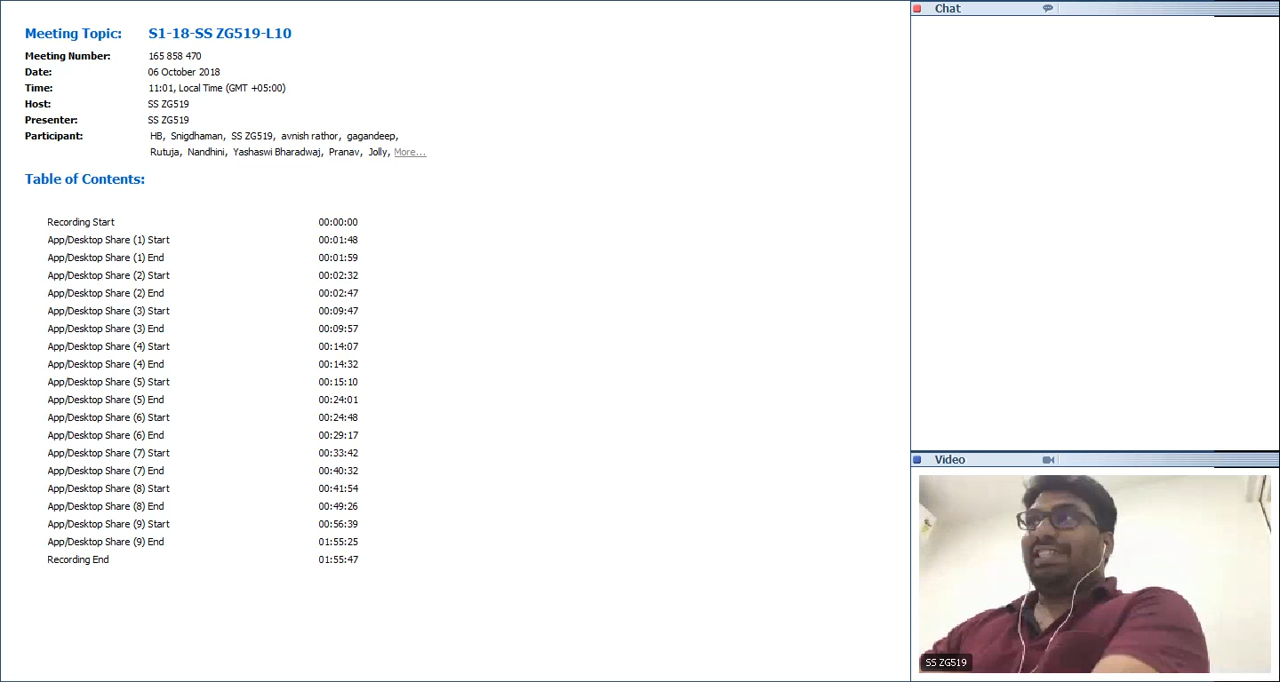 Meeting Topic: S1-18-SS ZG519-L10
Meeting Number: 165 858 470
Date: 06 October 2018
Time: 11:01, Local Time (GMT +05:00)
Host: SS ZG519
Presenter: SS ZG519
Participant: HB, Snigdhaman, SS ZG519, avnish rathor, gagandeep,
Rutuja, Nandhini, Yashaswi Bharadwaj, Pranav, Jolly, More...
Table of Contents:
Recording Start 00:00:00
App/Desktop Share (1) Start 00:01:48
App/Desktop Share (1) End 00:01:59
App/Desktop Share (2) Start 00:02:32
App/Desktop Share (2) End 00:02:47
App/Desktop Share (3) Start 00:09:47
App/Desktop Share (3) End 00:09:57
App/Desktop Share (4) Start 00:14:07
App/Desktop Share (4) End 00:14:32
App/Desktop Share (5) Start 00:15:10
App/Desktop Share (5) End 00:24:01
App/Desktop Share (6) Start 00:24:48
App/Desktop Share (6) End 00:29:17
App/Desktop Share (7) Start 00:33:42
App/Desktop Share (7) End 00:40:32
App/Desktop Share (8) Start 00:41:54
App/Desktop Share (8) End 00:49:26
App/Desktop Share (9) Start 00:56:39
App/Desktop Share (9) End 01:55:25
Recording End 01:55:47
Chat
Video
SS ZG519